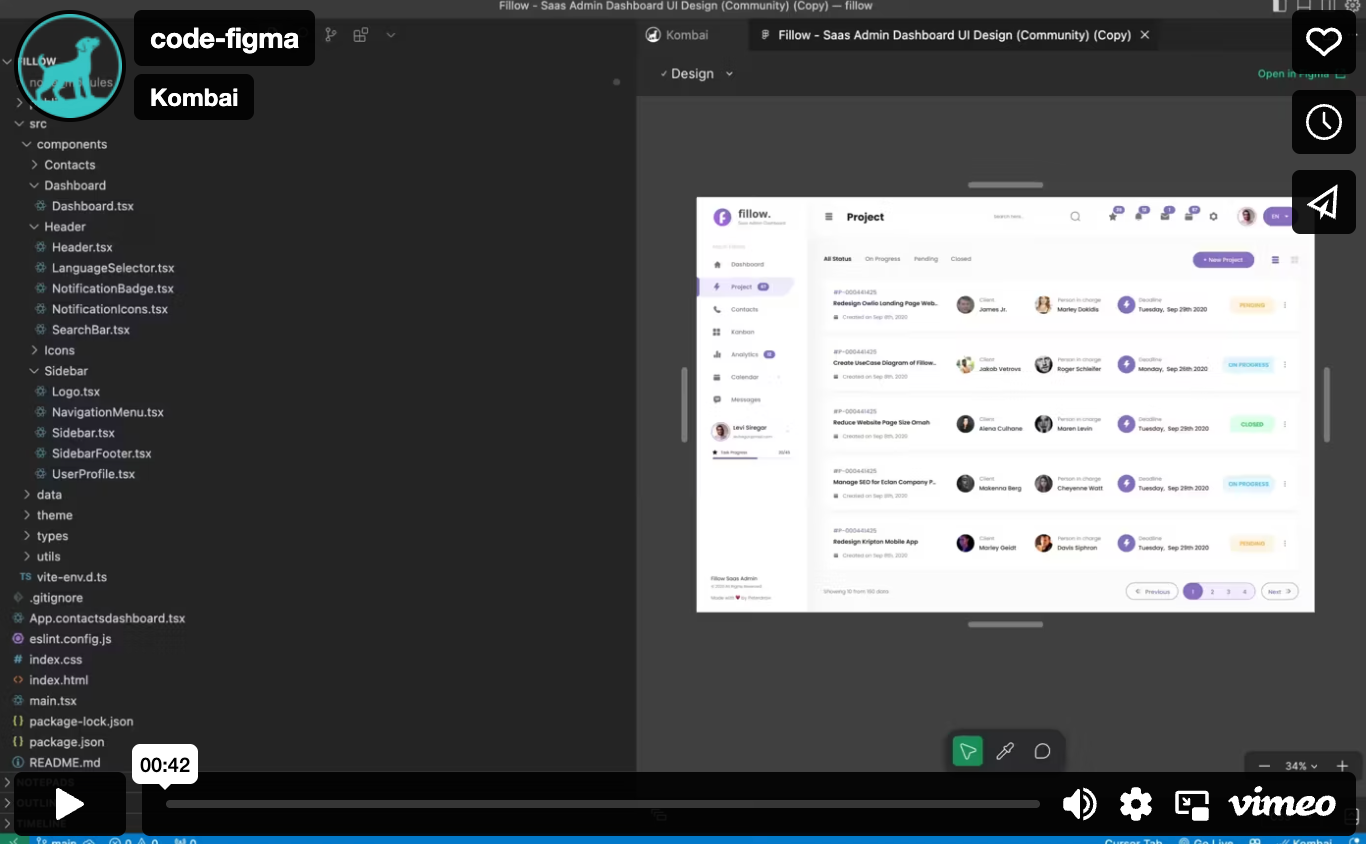 Fillow - Saas Admin Dashboard UI Design (Community) (Copy) — fillow
code-figma
Kombai
FILLOW
src
components
Contacts
Dashboard
Dashboard.tsx
Header
Header.tsx
LanguageSelector.tsx
NotificationBadge.tsx
NotificationIcons.tsx
SearchBar.tsx
Icons
Sidebar
Logo.tsx
NavigationMenu.tsx
Sidebar.tsx
SidebarFooter.tsx
UserProfile.tsx
data
theme
types
utils
TS vite-env.d.ts
.gitignore
App.contactsdashboard.tsx
eslint.config.js
# index.css
<> index.html
main.tsx
{} package-lock.json
{} package.json
README.md
NOTEPADS
OUTLINE
TIMELINE
main
0 0 0
Kombai
Fillow - Saas Admin Dashboard UI Design (Community) (Copy)
Design
Open in Figma
fillow.
Saas Admin Dashboard
Project
Search here..
EN
Dashboard
Project
Contacts
Kanban
Analytics
Calendar
Messages
Levi Siregar
Task Progress
Fillow Saas Admin
© 2020 All Rights Reserved
All Status On Progress Pending Closed
+ New Project
#P-000441425
Redesign Owlio Landing Page Web..
Created on Sep 8th, 2020
Client
James Jr.
Person in charge
Marley Dokidis
Deadline
Tuesday, Sep 29th 2020
PENDING
#P-000441425
Create UseCase Diagram of Fillow..
Created on Sep 8th, 2020
Client
Jakob Vetrovs
Person in charge
Roger Schleifer
Deadline
Monday, Sep 26th 2020
ON PROGRESS
#P-000441425
Reduce Website Page Size Omah
Created on Sep 8th, 2020
Client
Alena Culhane
Person in charge
Maren Levin
Deadline
Tuesday, Sep 29th 2020
CLOSED
#P-000441425
Manage SEO for Eclan Company P..
Created on Sep 8th, 2020
Client
Makenna Berg
Person in charge
Cheyenne Watt
Deadline
Tuesday, Sep 29th 2020
ON PROGRESS
#P-000441425
Redesign Kripton Mobile App
Created on Sep 8th, 2020
Client
Marley Geidt
Person in charge
Davis Siphron
Deadline
Tuesday, Sep 29th 2020
PENDING
Showing 10 from 160 data
Previous 1 2 3 4 Next
34%
00:42
vimeo
Cursor Tab Go Live Kombai